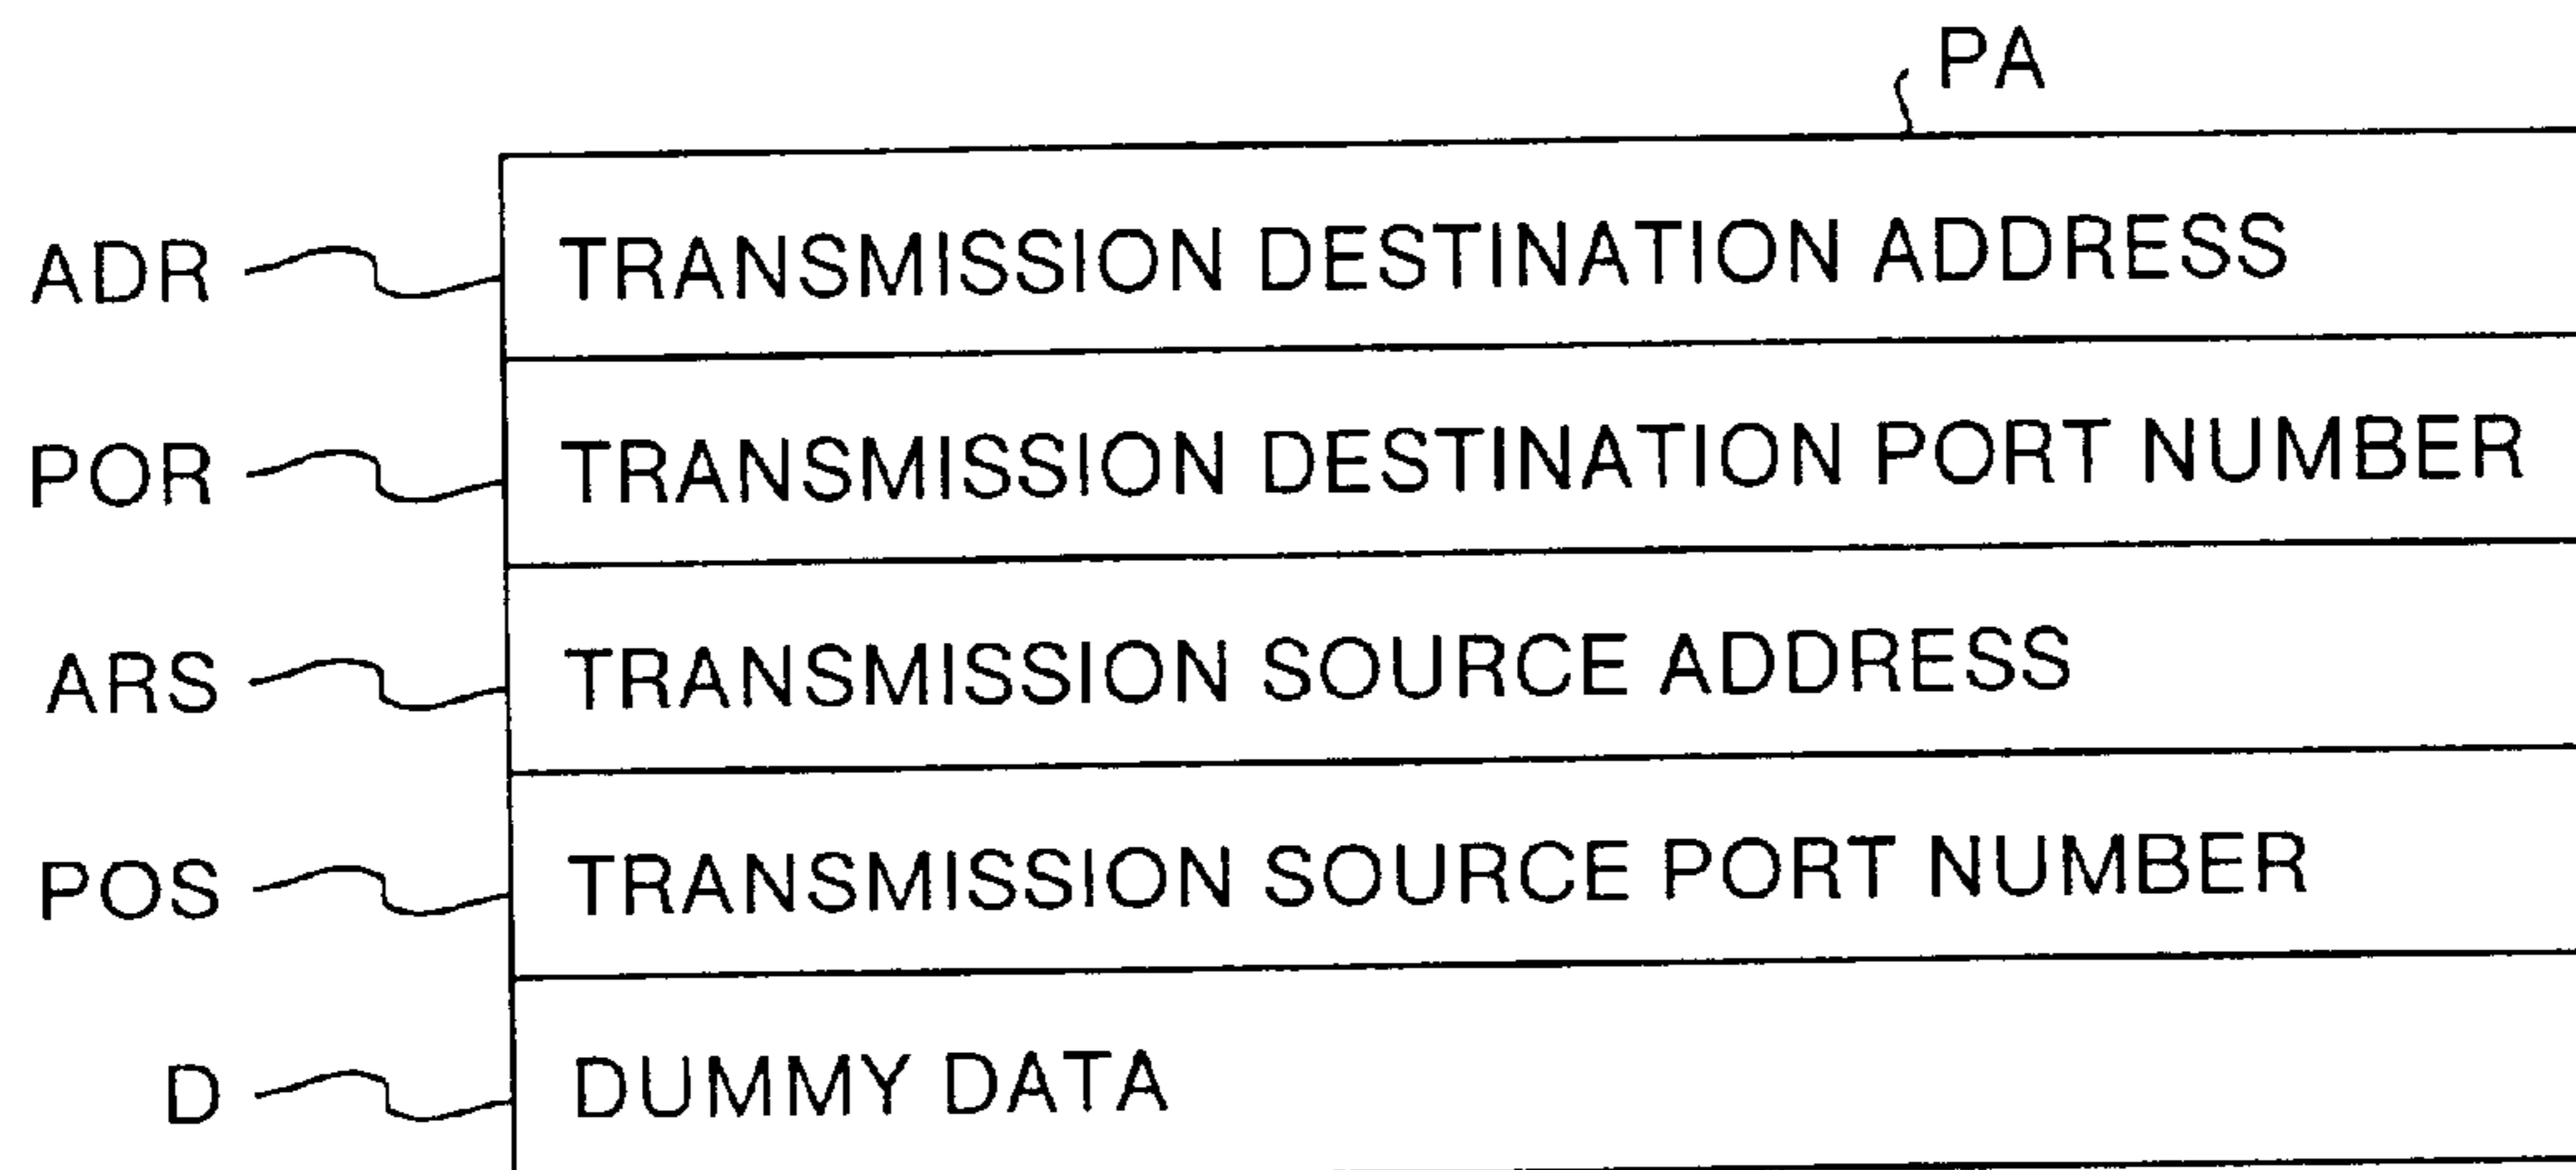 PA
ADR TRANSMISSION DESTINATION ADDRESS
POR TRANSMISSION DESTINATION PORT NUMBER
ARS TRANSMISSION SOURCE ADDRESS
POS TRANSMISSION SOURCE PORT NUMBER
D DUMMY DATA